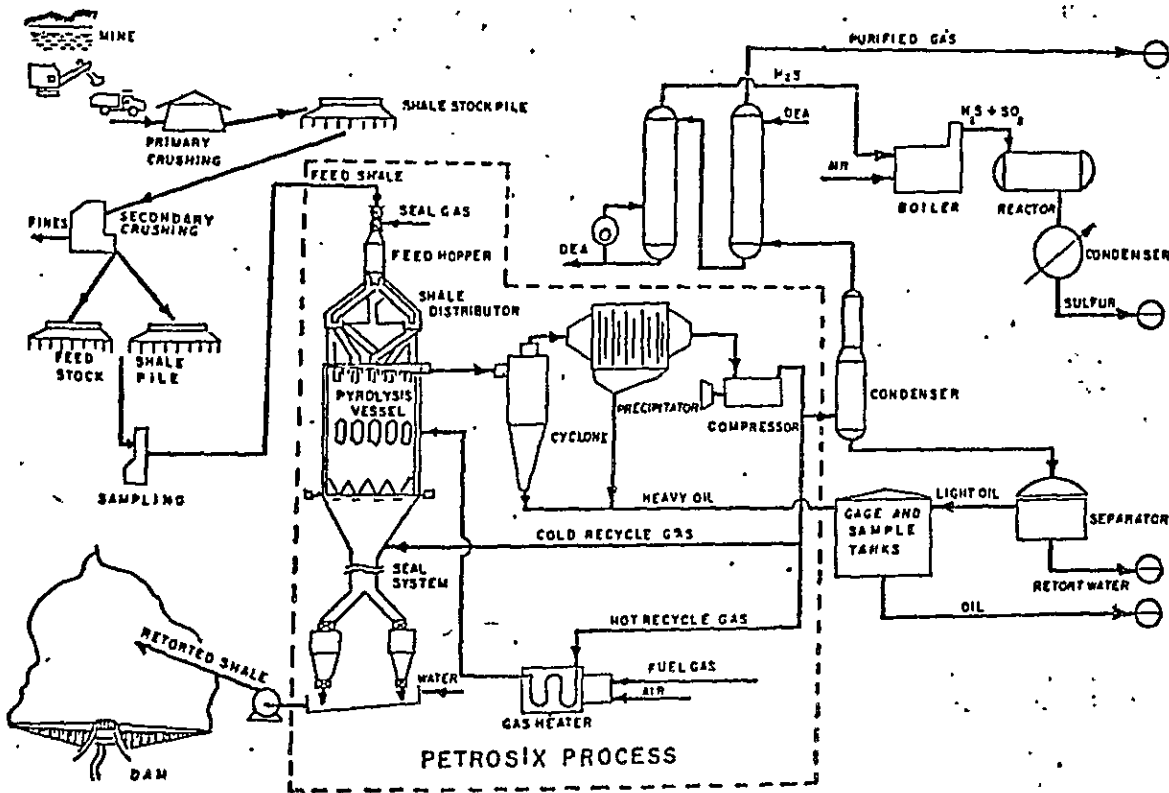 MINE
PURIFIED GAS
H2S
SHALE STOCK PILE
PRIMARY
CRUSHING
DEA
H2S + SO2
AIR
BOILER
REACTOR
FEED SHALE
SEAL GAS
FINES
SECONDARY
CRUSHING
FEED HOPPER
DEA
CONDENSER
SHALE
DISTRIBUTOR
SULFUR
FEED
STOCK
SHALE
PILE
PYROLYSIS
VESSEL
PRECIPITATOR
COMPRESSOR
CONDENSER
CYCLONE
SAMPLING
HEAVY OIL
LIGHT OIL
GAGE AND
SAMPLE
TANKS
SEPARATOR
COLD RECYCLE GAS
SEAL
SYSTEM
RETORT WATER
OIL
HOT RECYCLE GAS
RETORTED SHALE
WATER
FUEL GAS
AIR
GAS HEATER
DAM
PETROSIX PROCESS